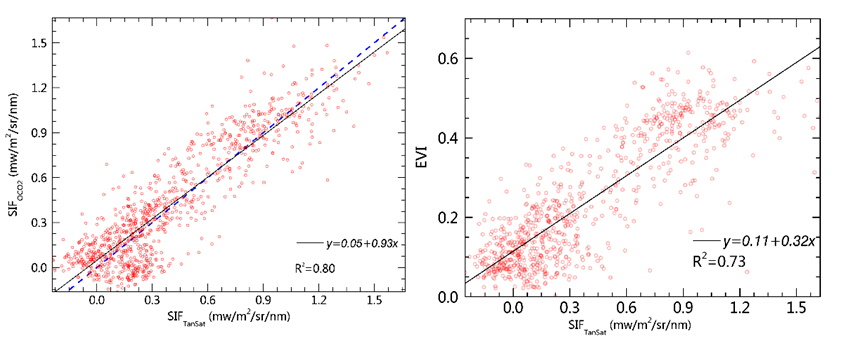 SIF_OCO2 (mw/m²/sr/nm)
1.5
1.2
0.9
0.6
0.3
0.0
y=0.05+0.93x
R²=0.80
0.0 0.3 0.6 0.9 1.2 1.5
SIF_TanSat (mw/m²/sr/nm)
EVI
0.6
0.4
0.2
0.0
y=0.11+0.32x
R²=0.73
0.0 0.3 0.6 0.9 1.2 1.5
SIF_TanSat (mw/m²/sr/nm)